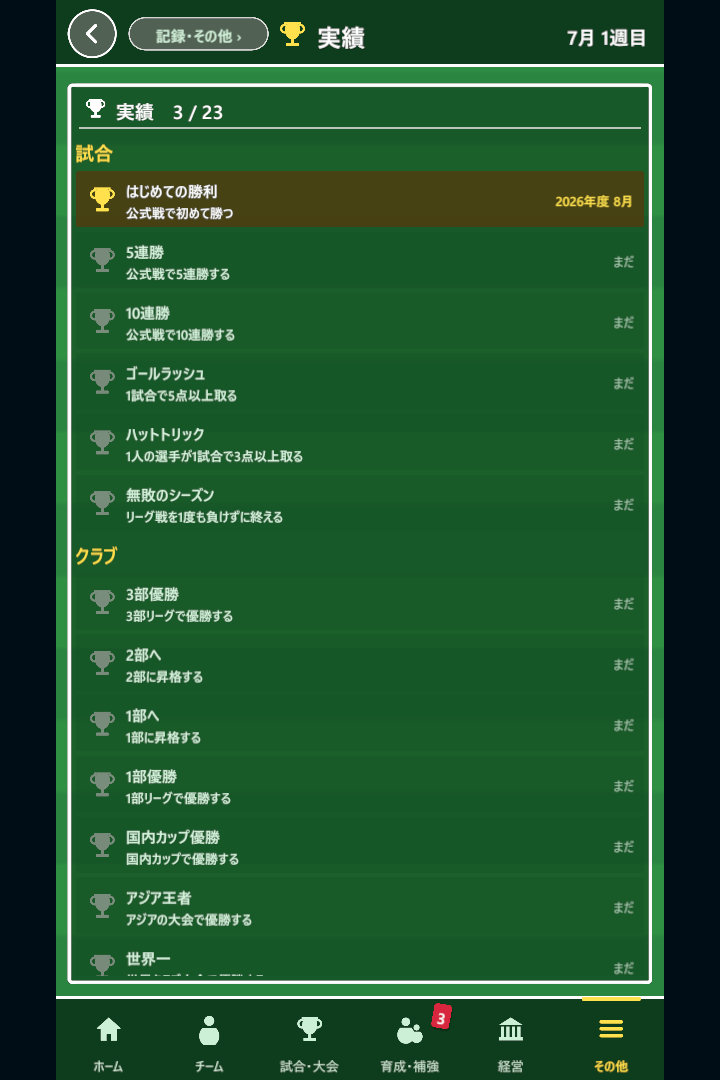 記録・その他 ›
実績
7月 1週目
実績 3 / 23
試合
はじめての勝利
公式戦で初めて勝つ
2026年度 8月
5連勝
公式戦で5連勝する
まだ
10連勝
公式戦で10連勝する
まだ
ゴールラッシュ
1試合で5点以上取る
まだ
ハットトリック
1人の選手が1試合で3点以上取る
まだ
無敗のシーズン
リーグ戦を1度も負けずに終える
まだ
クラブ
3部優勝
3部リーグで優勝する
まだ
2部へ
2部に昇格する
まだ
1部へ
1部に昇格する
まだ
1部優勝
1部リーグで優勝する
まだ
国内カップ優勝
国内カップで優勝する
まだ
アジア王者
アジアの大会で優勝する
まだ
世界一
まだ
3
ホーム
チーム
試合・大会
育成・補強
経営
その他